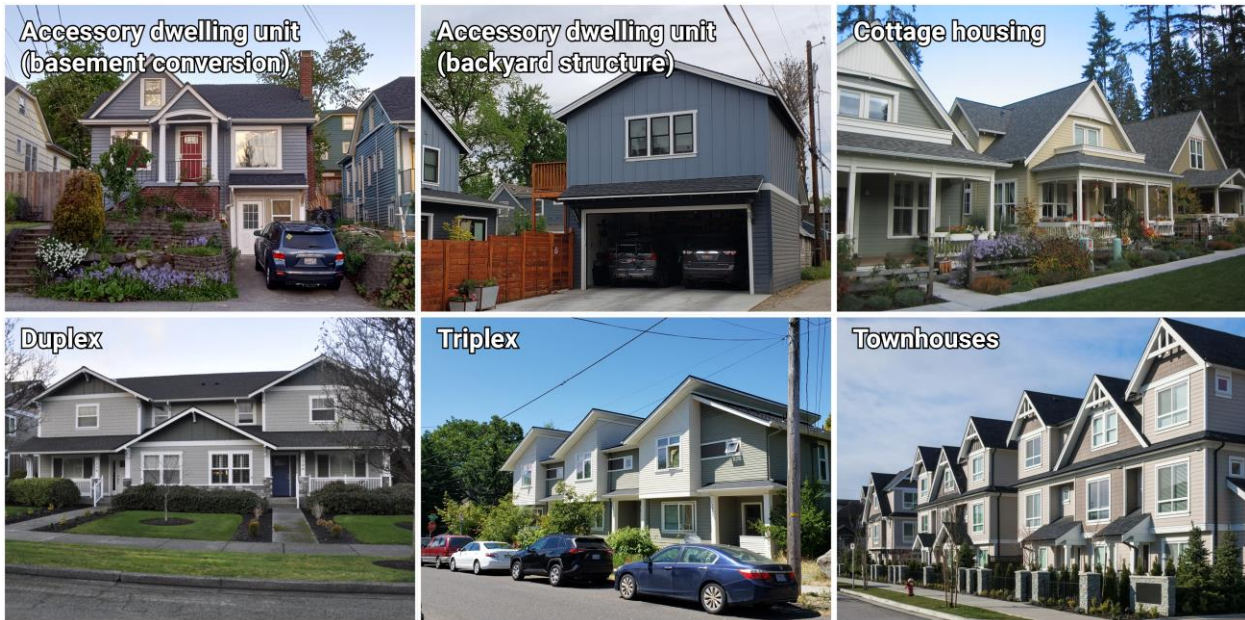 Accessory dwelling unit
(basement conversion)
Accessory dwelling unit
(backyard structure)
Cottage housing
Duplex
Triplex
Townhouses